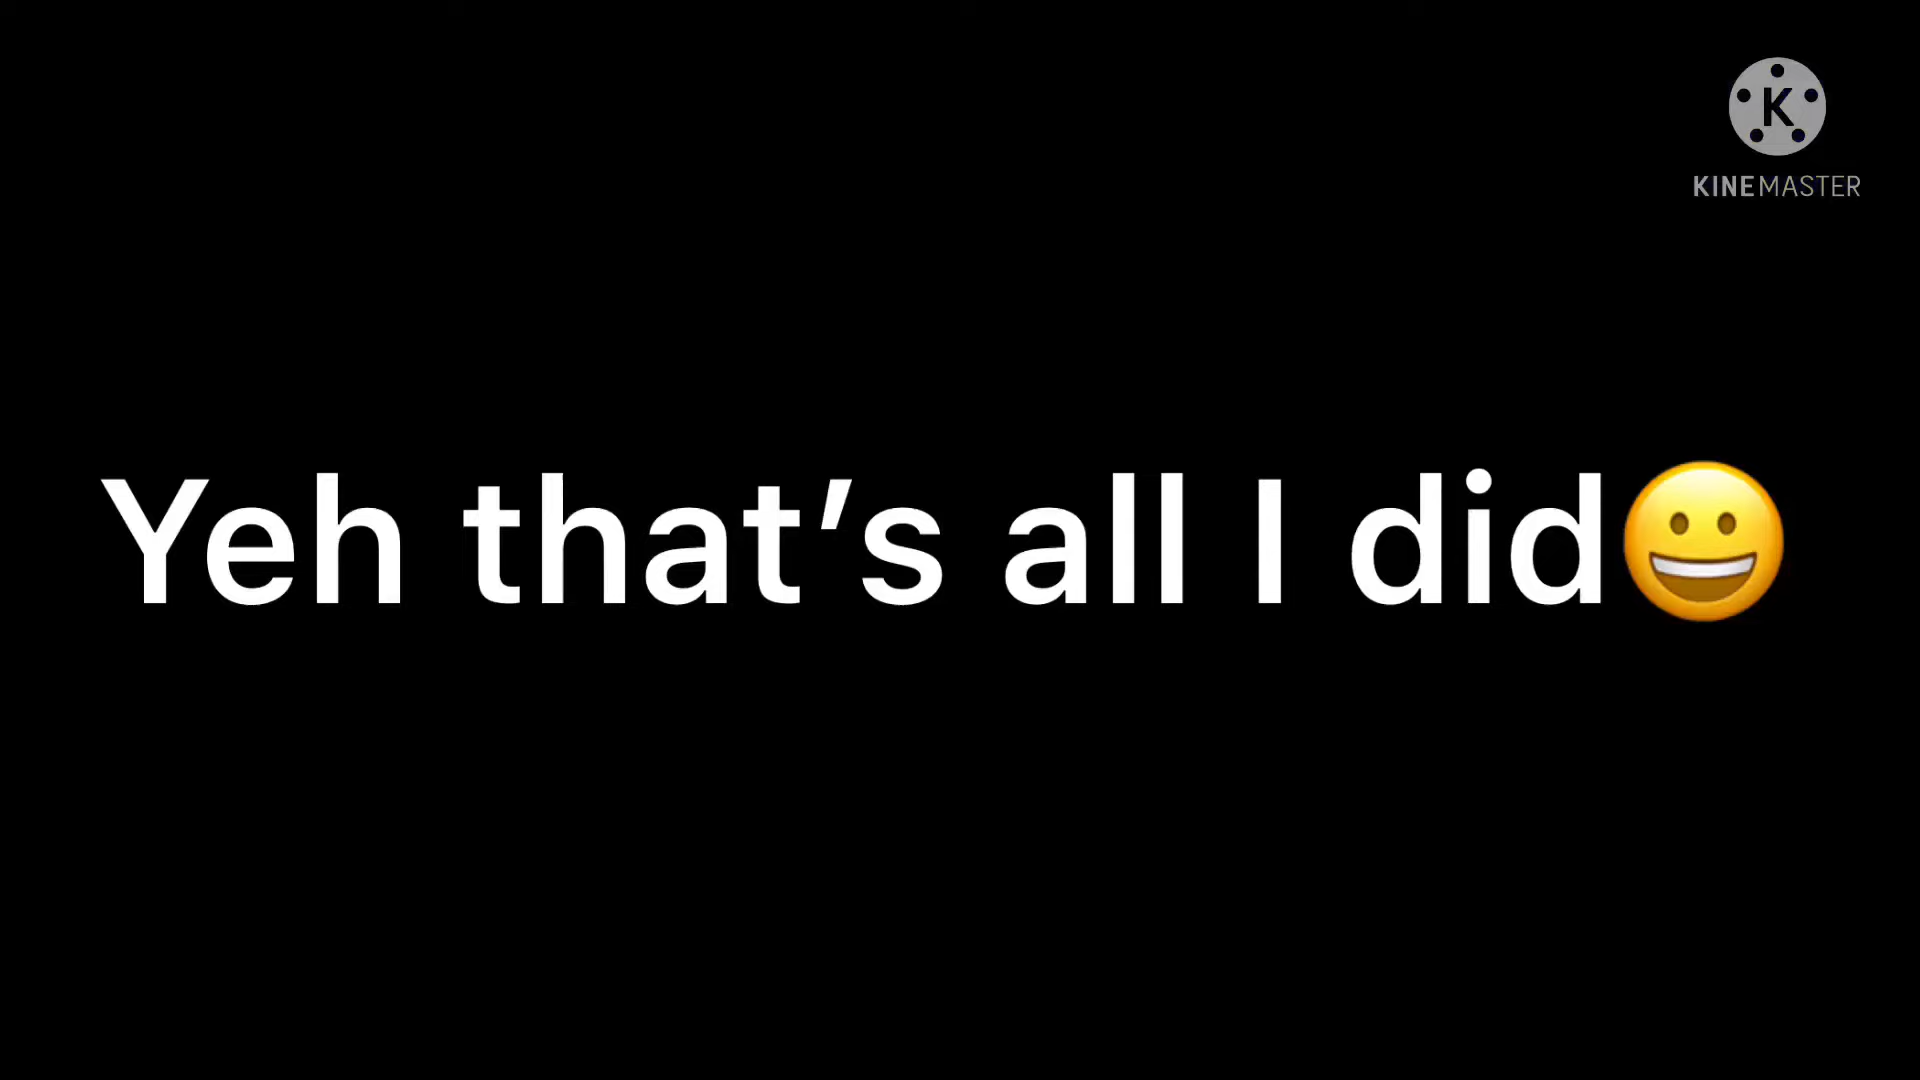 K
KINEMASTER
Yeh that’s all I did😀